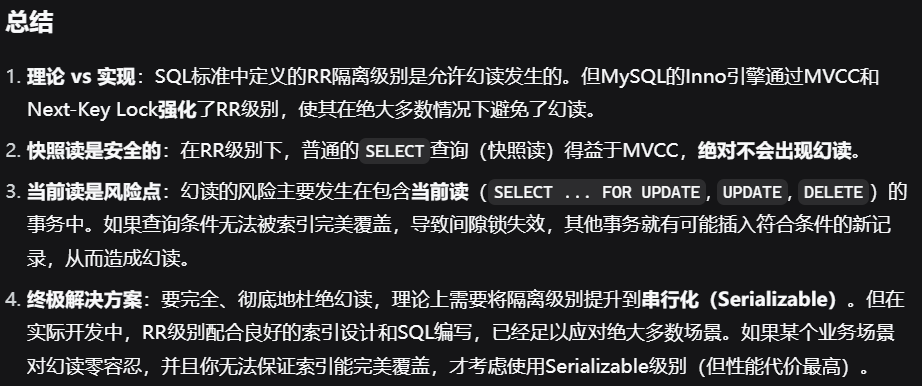 总结
1. 理论 vs 实现：SQL标准中定义的RR隔离级别是允许幻读发生的。但MySQL的Inno引擎通过MVCC和
Next-Key Lock强化了RR级别，使其在绝大多数情况下避免了幻读。
2. 快照读是安全的：在RR级别下，普通的SELECT查询（快照读）得益于MVCC，绝对不会出现幻读。
3. 当前读是风险点：幻读的风险主要发生在包含当前读（SELECT ... FOR UPDATE, UPDATE, DELETE）的
事务中。如果查询条件无法被索引完美覆盖，导致间隙锁失效，其他事务就有可能插入符合条件的新记
录，从而造成幻读。
4. 终极解决方案：要完全、彻底地杜绝幻读，理论上需要将隔离级别提升到串行化（Serializable）。但在
实际开发中，RR级别配合良好的索引设计和SQL编写，已经足以应对绝大多数场景。如果某个业务场景
对幻读零容忍，并且你无法保证索引能完美覆盖，才考虑使用Serializable级别（但性能代价最高）。